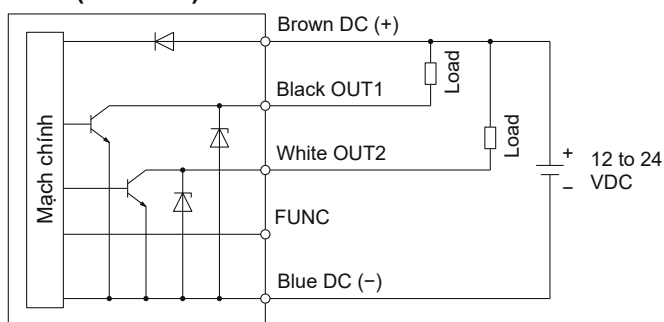 Brown DC (+)
Load
Black OUT1
Load
Mạch chính
White OUT2
+
12 to 24
VDC
−
FUNC
Blue DC (−)